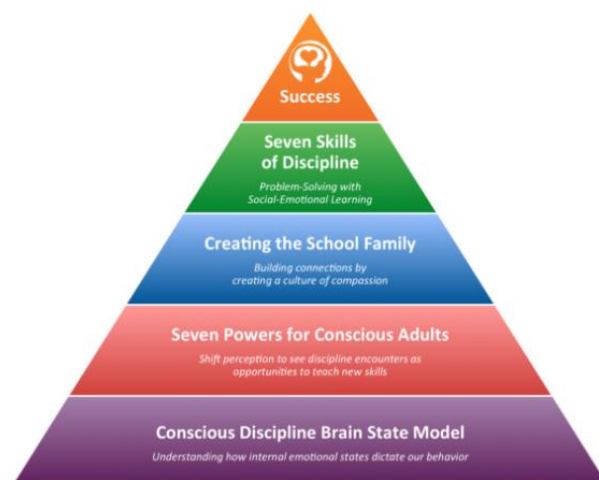 Success
Seven Skills
of Discipline
Problem-Solving with
Social-Emotional Learning
Creating the School Family
Building connections by
creating a culture of compassion
Seven Powers for Conscious Adults
Shift perception to see discipline encounters as
opportunities to teach new skills
Conscious Discipline Brain State Model
Understanding how internal emotional states dictate our behavior